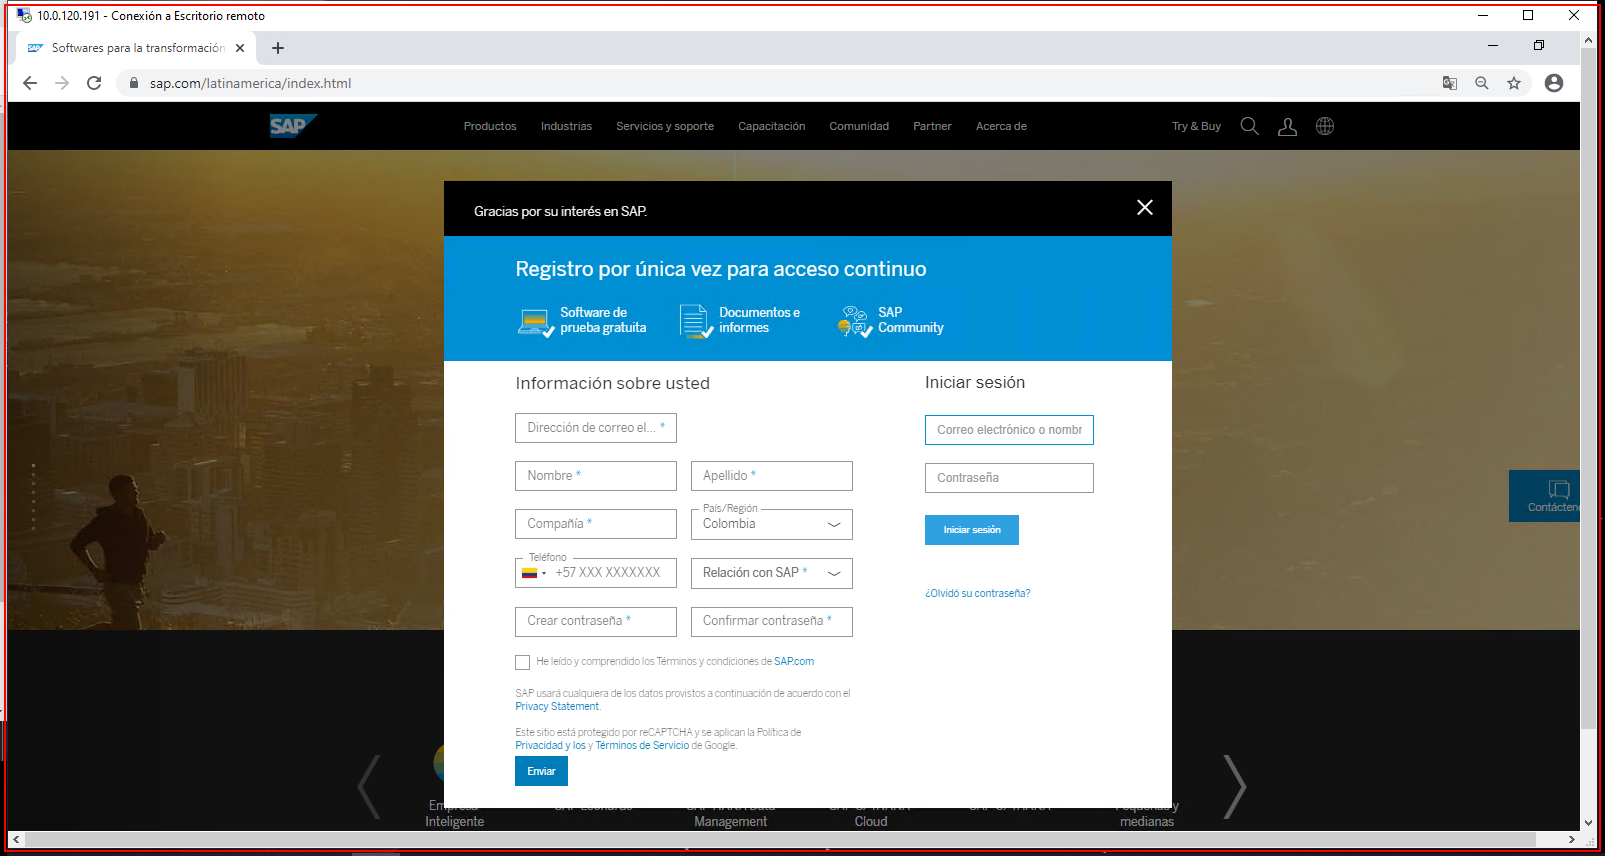 10.0.120.191 - Conexión a Escritorio remoto
Softwares para la transformación
sap.com/latinamerica/index.html
SAP
Productos
Industrias
Servicios y soporte
Capacitación
Comunidad
Partner
Acerca de
Try & Buy
Gracias por su interés en SAP.
Registro por única vez para acceso continuo
Software de
prueba gratuita
Documentos e
informes
SAP
Community
Información sobre usted
Dirección de correo el... *
Nombre *
Apellido *
Compañía *
País/Región
Colombia
Teléfono
+57 XXX XXXXXXX
Relación con SAP *
Crear contraseña *
Confirmar contraseña *
He leído y comprendido los Términos y condiciones de SAP.com
SAP usará cualquiera de los datos provistos a continuación de acuerdo con el
Privacy Statement.
Este sitio está protegido por reCAPTCHA y se aplican la Política de
Privacidad y los y Términos de Servicio de Google.
Enviar
Iniciar sesión
Correo electrónico o nombr
Contraseña
Iniciar sesión
¿Olvidó su contraseña?
Contácten
Inteligente
Management
Cloud
medianas